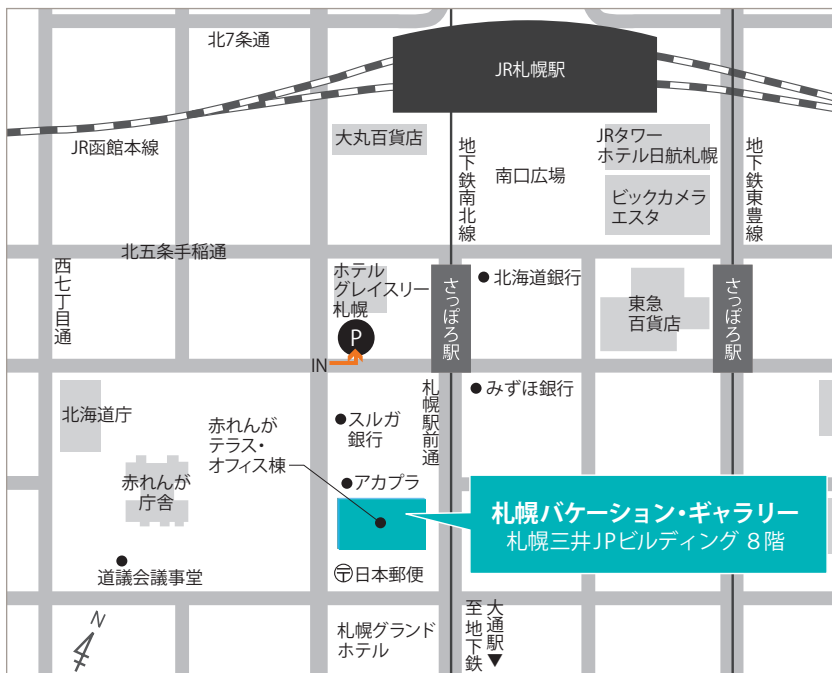 北7条通
JR札幌駅
JR函館本線
大丸百貨店
地下鉄南北線
南口広場
JRタワー
ホテル日航札幌
ビックカメラ
エスタ
地下鉄東豊線
北五条手稲通
西七丁目通
ホテル
グレイスリー
札幌
P
IN
さっぽろ駅
北海道銀行
東急
百貨店
さっぽろ駅
北海道庁
赤れんが
テラス・
オフィス棟
スルガ
銀行
札幌駅前通
みずほ銀行
赤れんが
庁舎
アカプラ
札幌バケーション・ギャラリー
札幌三井JPビルディング 8階
道議会議事堂
〒日本郵便
N
札幌グランド
ホテル
至 地下鉄
大通駅▼